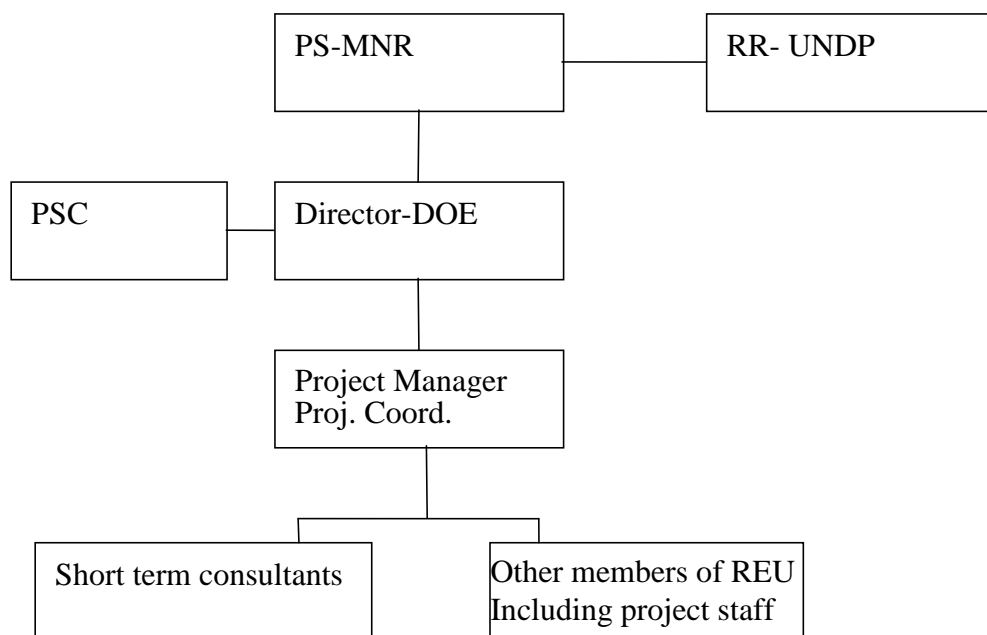 PS-MNR
RR- UNDP
PSC
Director-DOE
Project Manager
Proj. Coord.
Short term consultants
Other members of REU
Including project staff